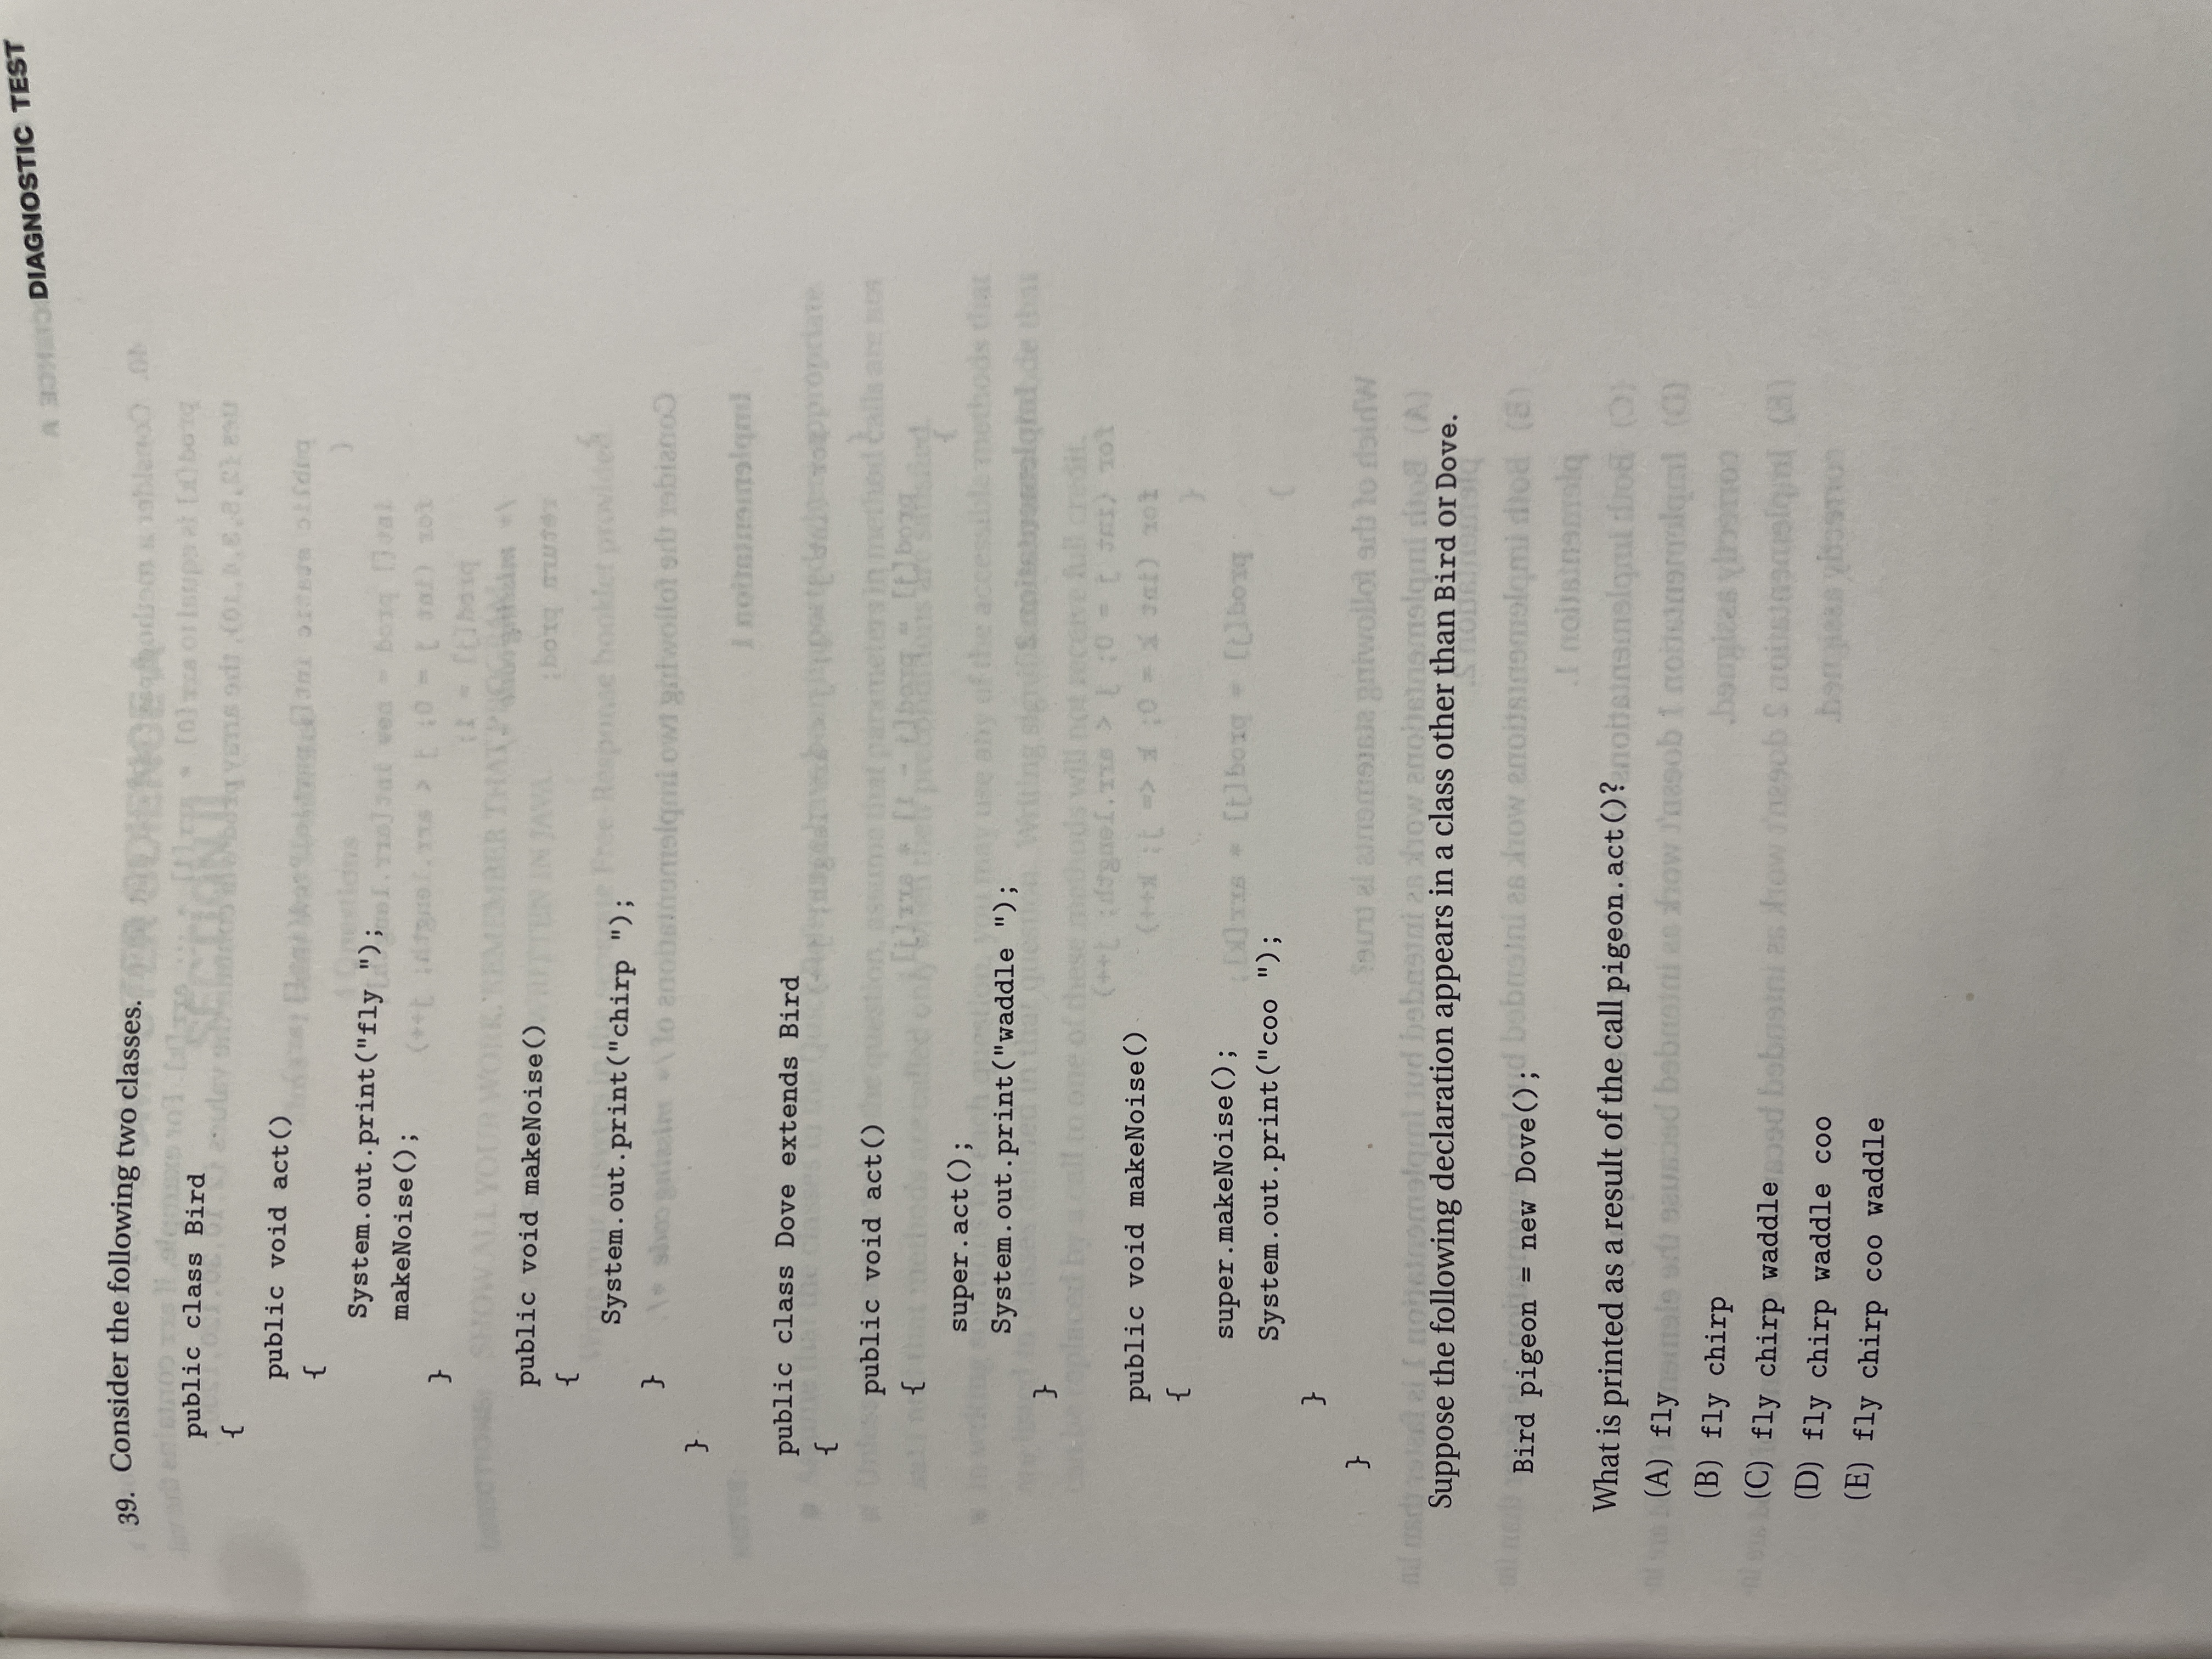 DIAGNOSTIC TEST
39. Consider the following two classes.
public class Bird
{
public void act()
{
System.out.print("fly ");
makeNoise();
}
public void makeNoise()
{
System.out.print("chirp ");
}
}
public class Dove extends Bird
{
public void act()
{
super.act();
System.out.print("waddle ");
}
public void makeNoise()
{
super.makeNoise();
System.out.print("coo ");
}
}
Suppose the following declaration appears in a class other than Bird or Dove.
Bird pigeon = new Dove();
What is printed as a result of the call pigeon.act()?
(A) fly
(B) fly chirp
(C) fly chirp waddle
(D) fly chirp waddle coo
(E) fly chirp coo waddle